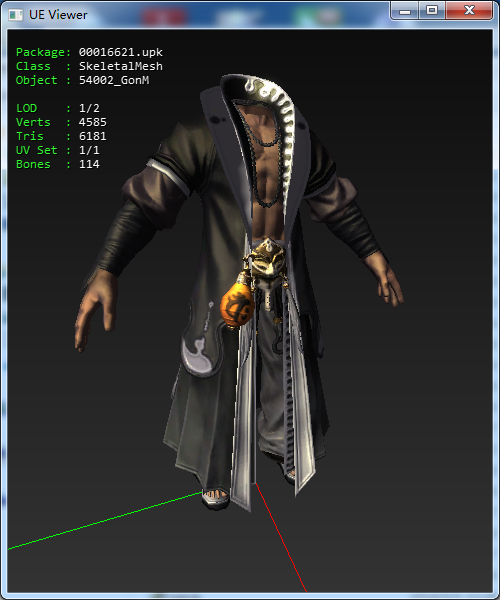 UE Viewer
Package: 00016621.upk
Class : SkeletalMesh
Object : 54002_GonM
LOD : 1/2
Verts : 4585
Tris : 6181
UV Set : 1/1
Bones : 114